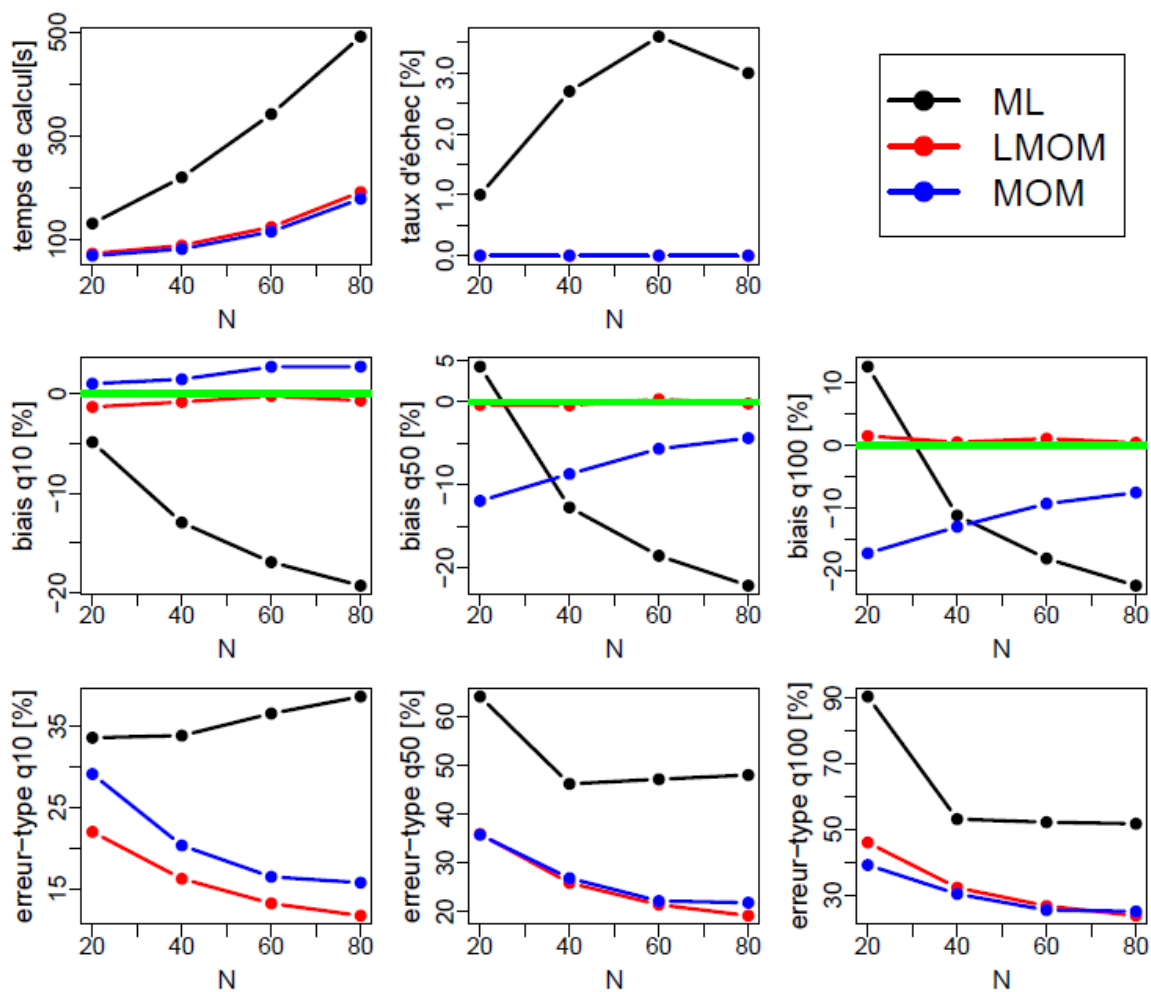 temps de calcul[s]
100 300 500
20 40 60 80
N
taux d'échec [%]
0.0 1.0 2.0 3.0
20 40 60 80
N
ML
LMOM
MOM
biais q10 [%]
−20 −10 0
20 40 60 80
N
biais q50 [%]
−20 −10 0 5
20 40 60 80
N
biais q100 [%]
−20 −10 0 10
20 40 60 80
N
erreur−type q10 [%]
15 25 35
20 40 60 80
N
erreur−type q50 [%]
20 30 40 50 60
20 40 60 80
N
erreur−type q100 [%]
30 50 70 90
20 40 60 80
N